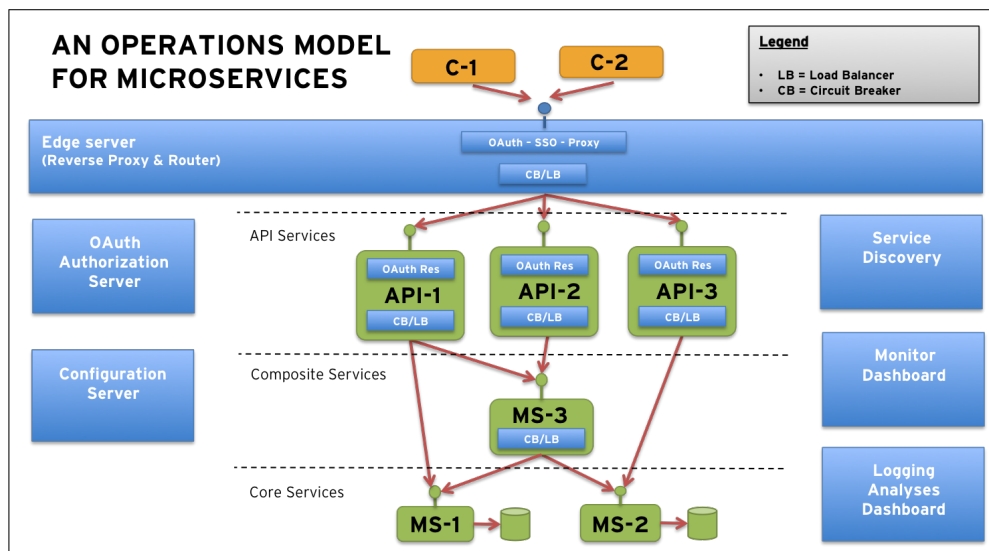 AN OPERATIONS MODEL
FOR MICROSERVICES
C-1
C-2
Legend
• LB = Load Balancer
• CB = Circuit Breaker
Edge server
(Reverse Proxy & Router)
OAuth – SSO - Proxy
CB/LB
OAuth
Authorization
Server
API Services
Service
Discovery
OAuth Res
API-1
CB/LB
OAuth Res
API-2
CB/LB
OAuth Res
API-3
CB/LB
Configuration
Server
Composite Services
MS-3
CB/LB
Monitor
Dashboard
Core Services
MS-1
MS-2
Logging
Analyses
Dashboard